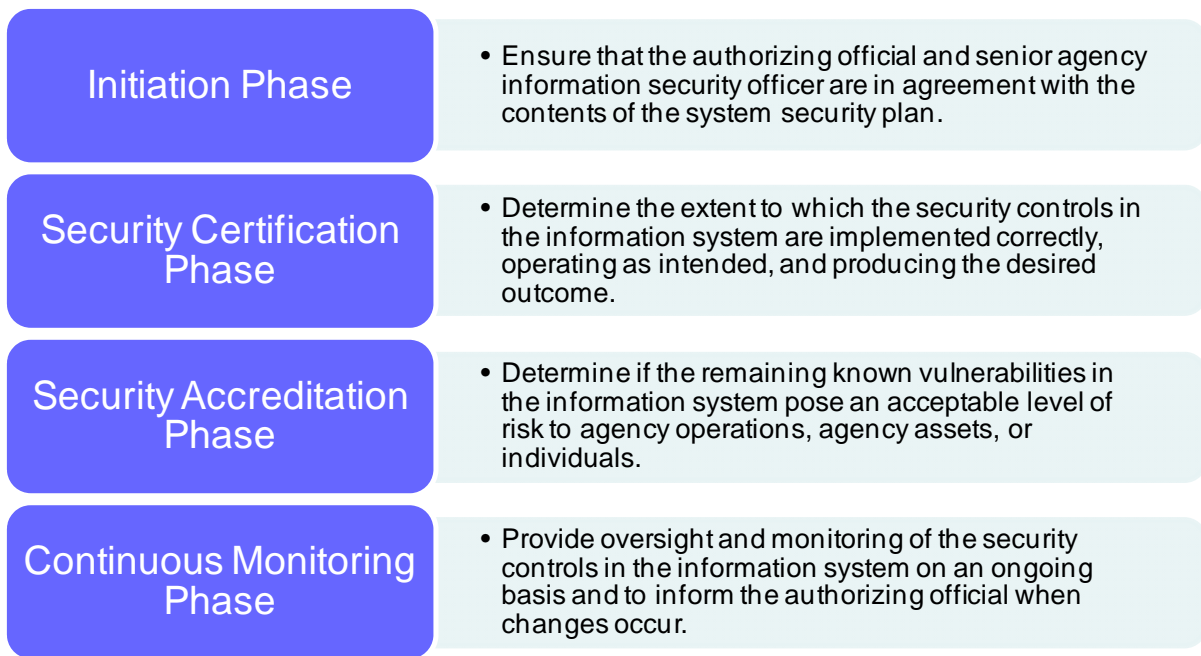 Initiation Phase
• Ensure that the authorizing official and senior agency
information security officer are in agreement with the
contents of the system security plan.
Security Certification
Phase
• Determine the extent to which the security controls in
the information system are implemented correctly,
operating as intended, and producing the desired
outcome.
Security Accreditation
Phase
• Determine if the remaining known vulnerabilities in
the information system pose an acceptable level of
risk to agency operations, agency assets, or
individuals.
Continuous Monitoring
Phase
• Provide oversight and monitoring of the security
controls in the information system on an ongoing
basis and to inform the authorizing official when
changes occur.